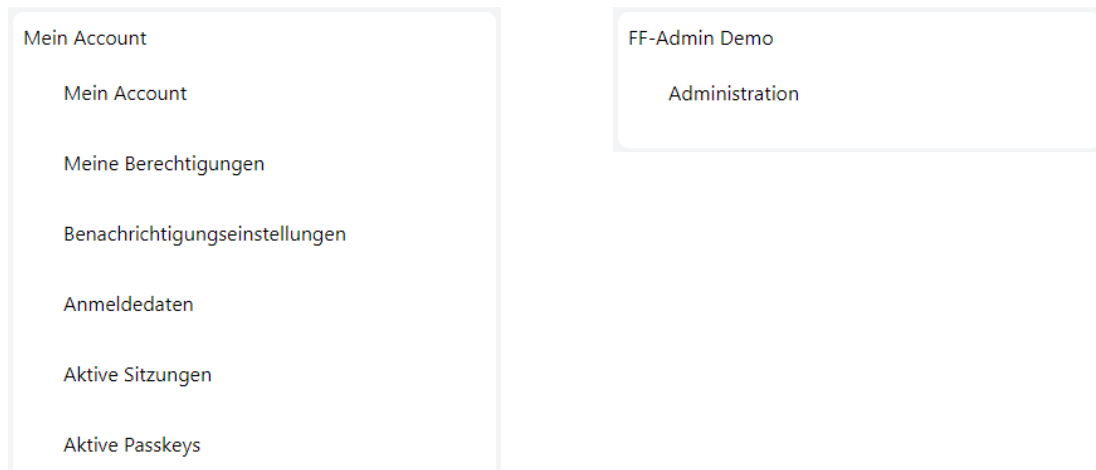 Mein Account
Mein Account
Meine Berechtigungen
Benachrichtigungseinstellungen
Anmeldedaten
Aktive Sitzungen
Aktive Passkeys
FF-Admin Demo
Administration